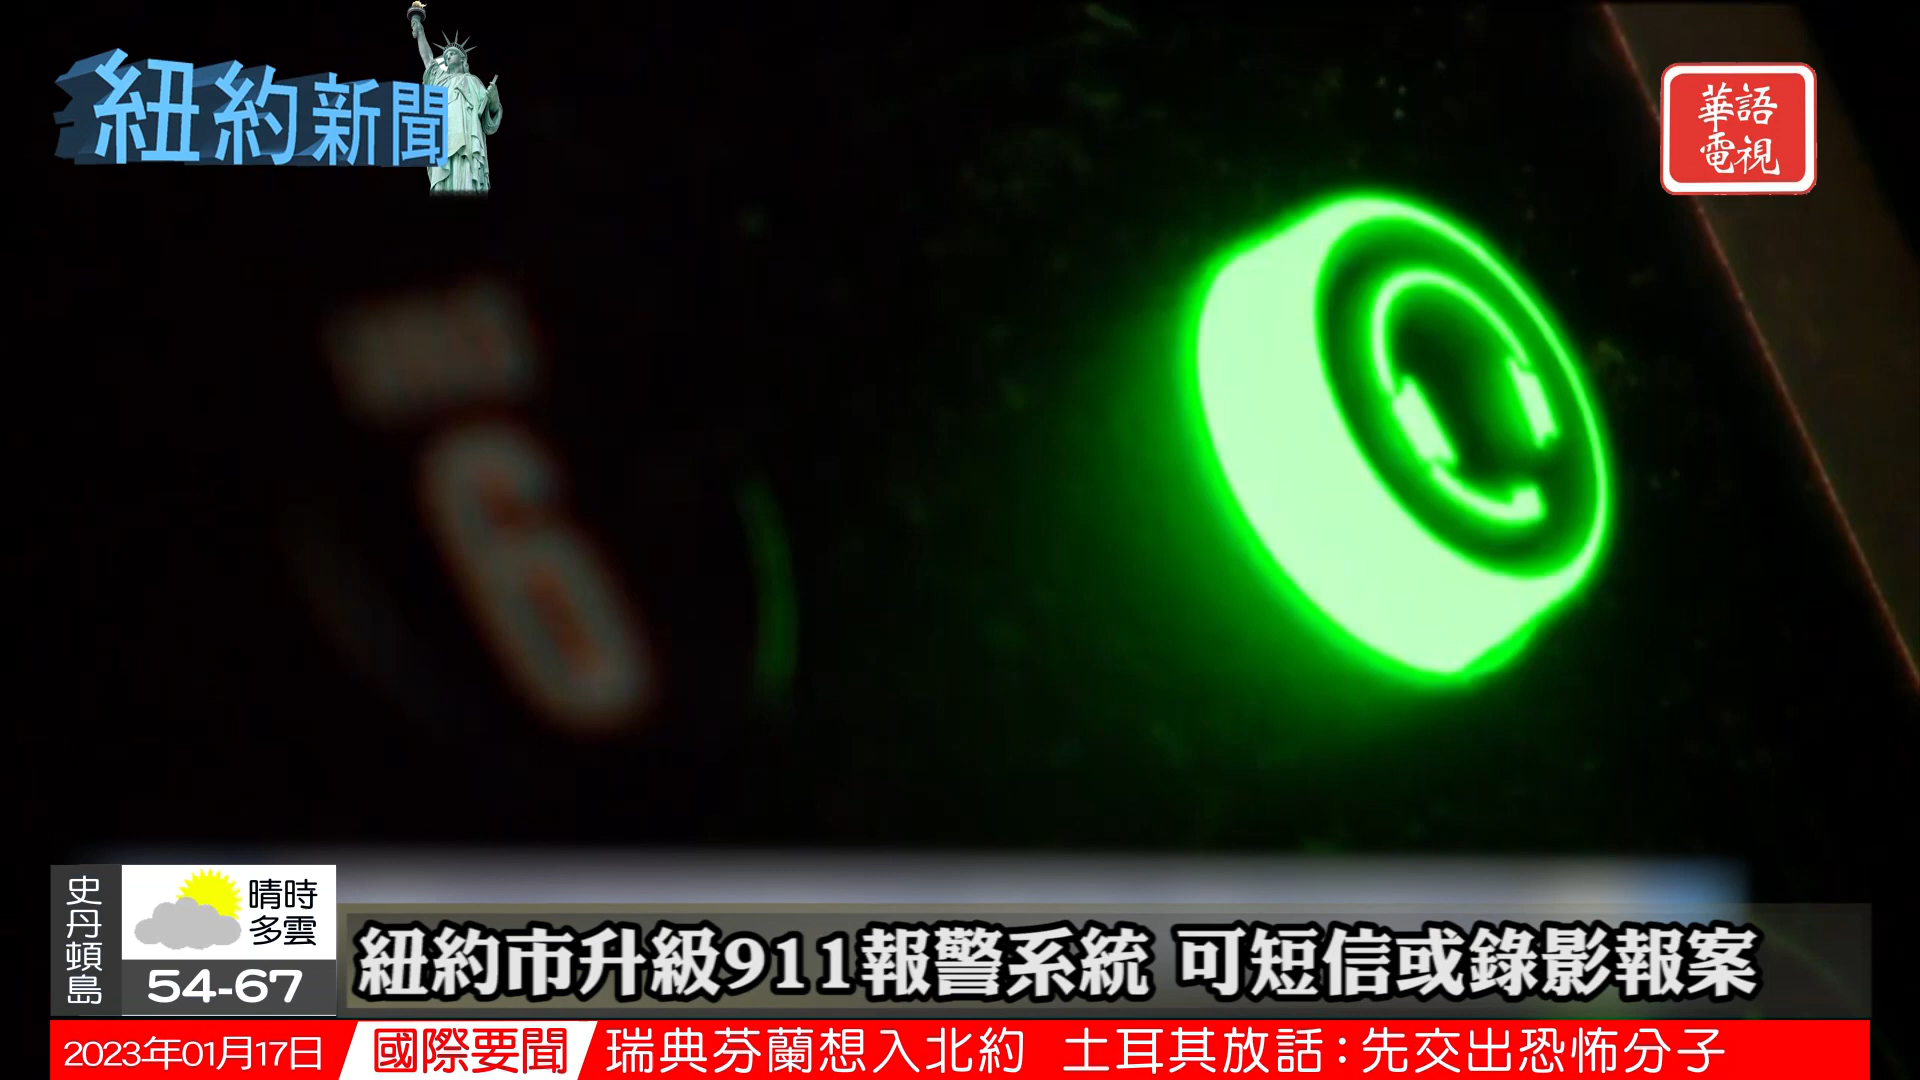 紐約新聞
華語
電視
史丹頓島
晴時
多雲
54-67
紐約市升級911報警系統 可短信或錄影報案
2023年01月17日
國際要聞
瑞典芬蘭想入北約 土耳其放話:先交出恐怖分子